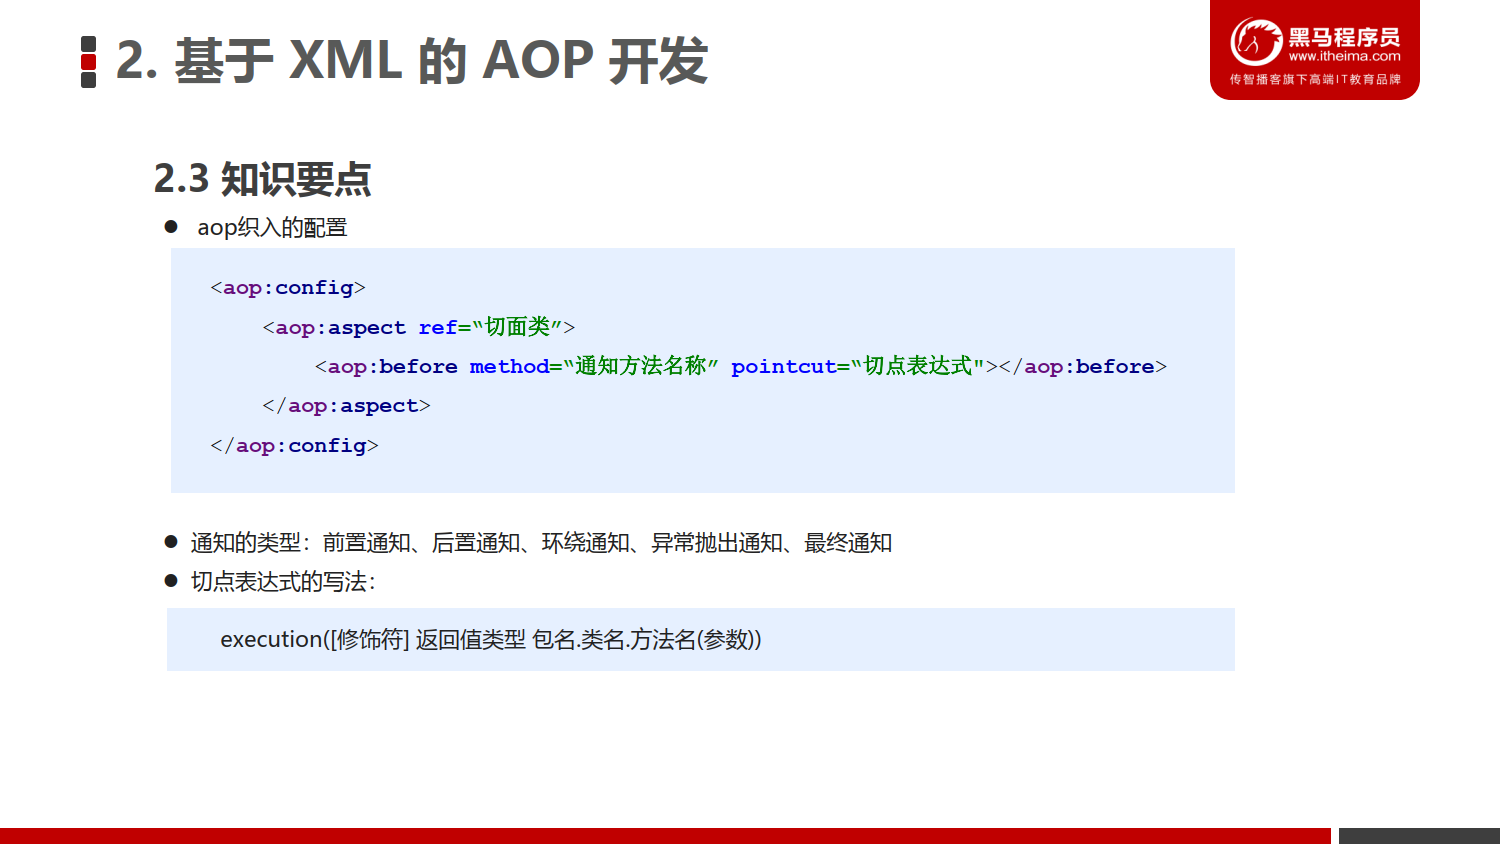 2. 基于 XML 的 AOP 开发
黑马程序员
www.itheima.com
传智播客旗下高端IT教育品牌
2.3 知识要点
● aop织入的配置
<aop:config>
<aop:aspect ref=“切面类”>
<aop:before method=“通知方法名称” pointcut=“切点表达式"></aop:before>
</aop:aspect>
</aop:config>
● 通知的类型：前置通知、后置通知、环绕通知、异常抛出通知、最终通知
● 切点表达式的写法：
execution([修饰符] 返回值类型 包名.类名.方法名(参数))